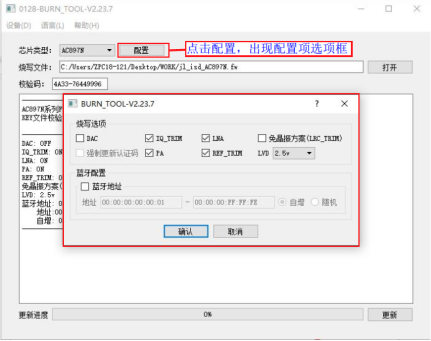 0128-BURN_TOOL-V2.23.7
设备(D) 语言(L) 帮助(H)
芯片类型: AC897N 配置 点击配置，出现配置项选项框
烧写文件: C:/Users/ZFC18-121/Desktop/WORK/jl_isd_AC897N.fw 打开
校验码: 4A33-76449996
AC897N系列
KEY文件校验
BURN_TOOL-V2.23.7 ? ×
烧写选项
DAC IQ_TRIM LNA 免晶振方案(LRC_TRIM)
强制更新认证码 PA REF_TRIM LVD 2.5v
蓝牙配置
蓝牙地址
地址 00:00:00:00:00:01 - 00:00:00:FF:FF:FE 自增 随机
确认 取消
DAC: OFF
IQ_TRIM: ON
LNA: ON
PA: ON
REF_TRIM: O
免晶振方案(
LVD: 2.5v
蓝牙地址: 0
地址:00
自增: 0
更新进度 0% 更新